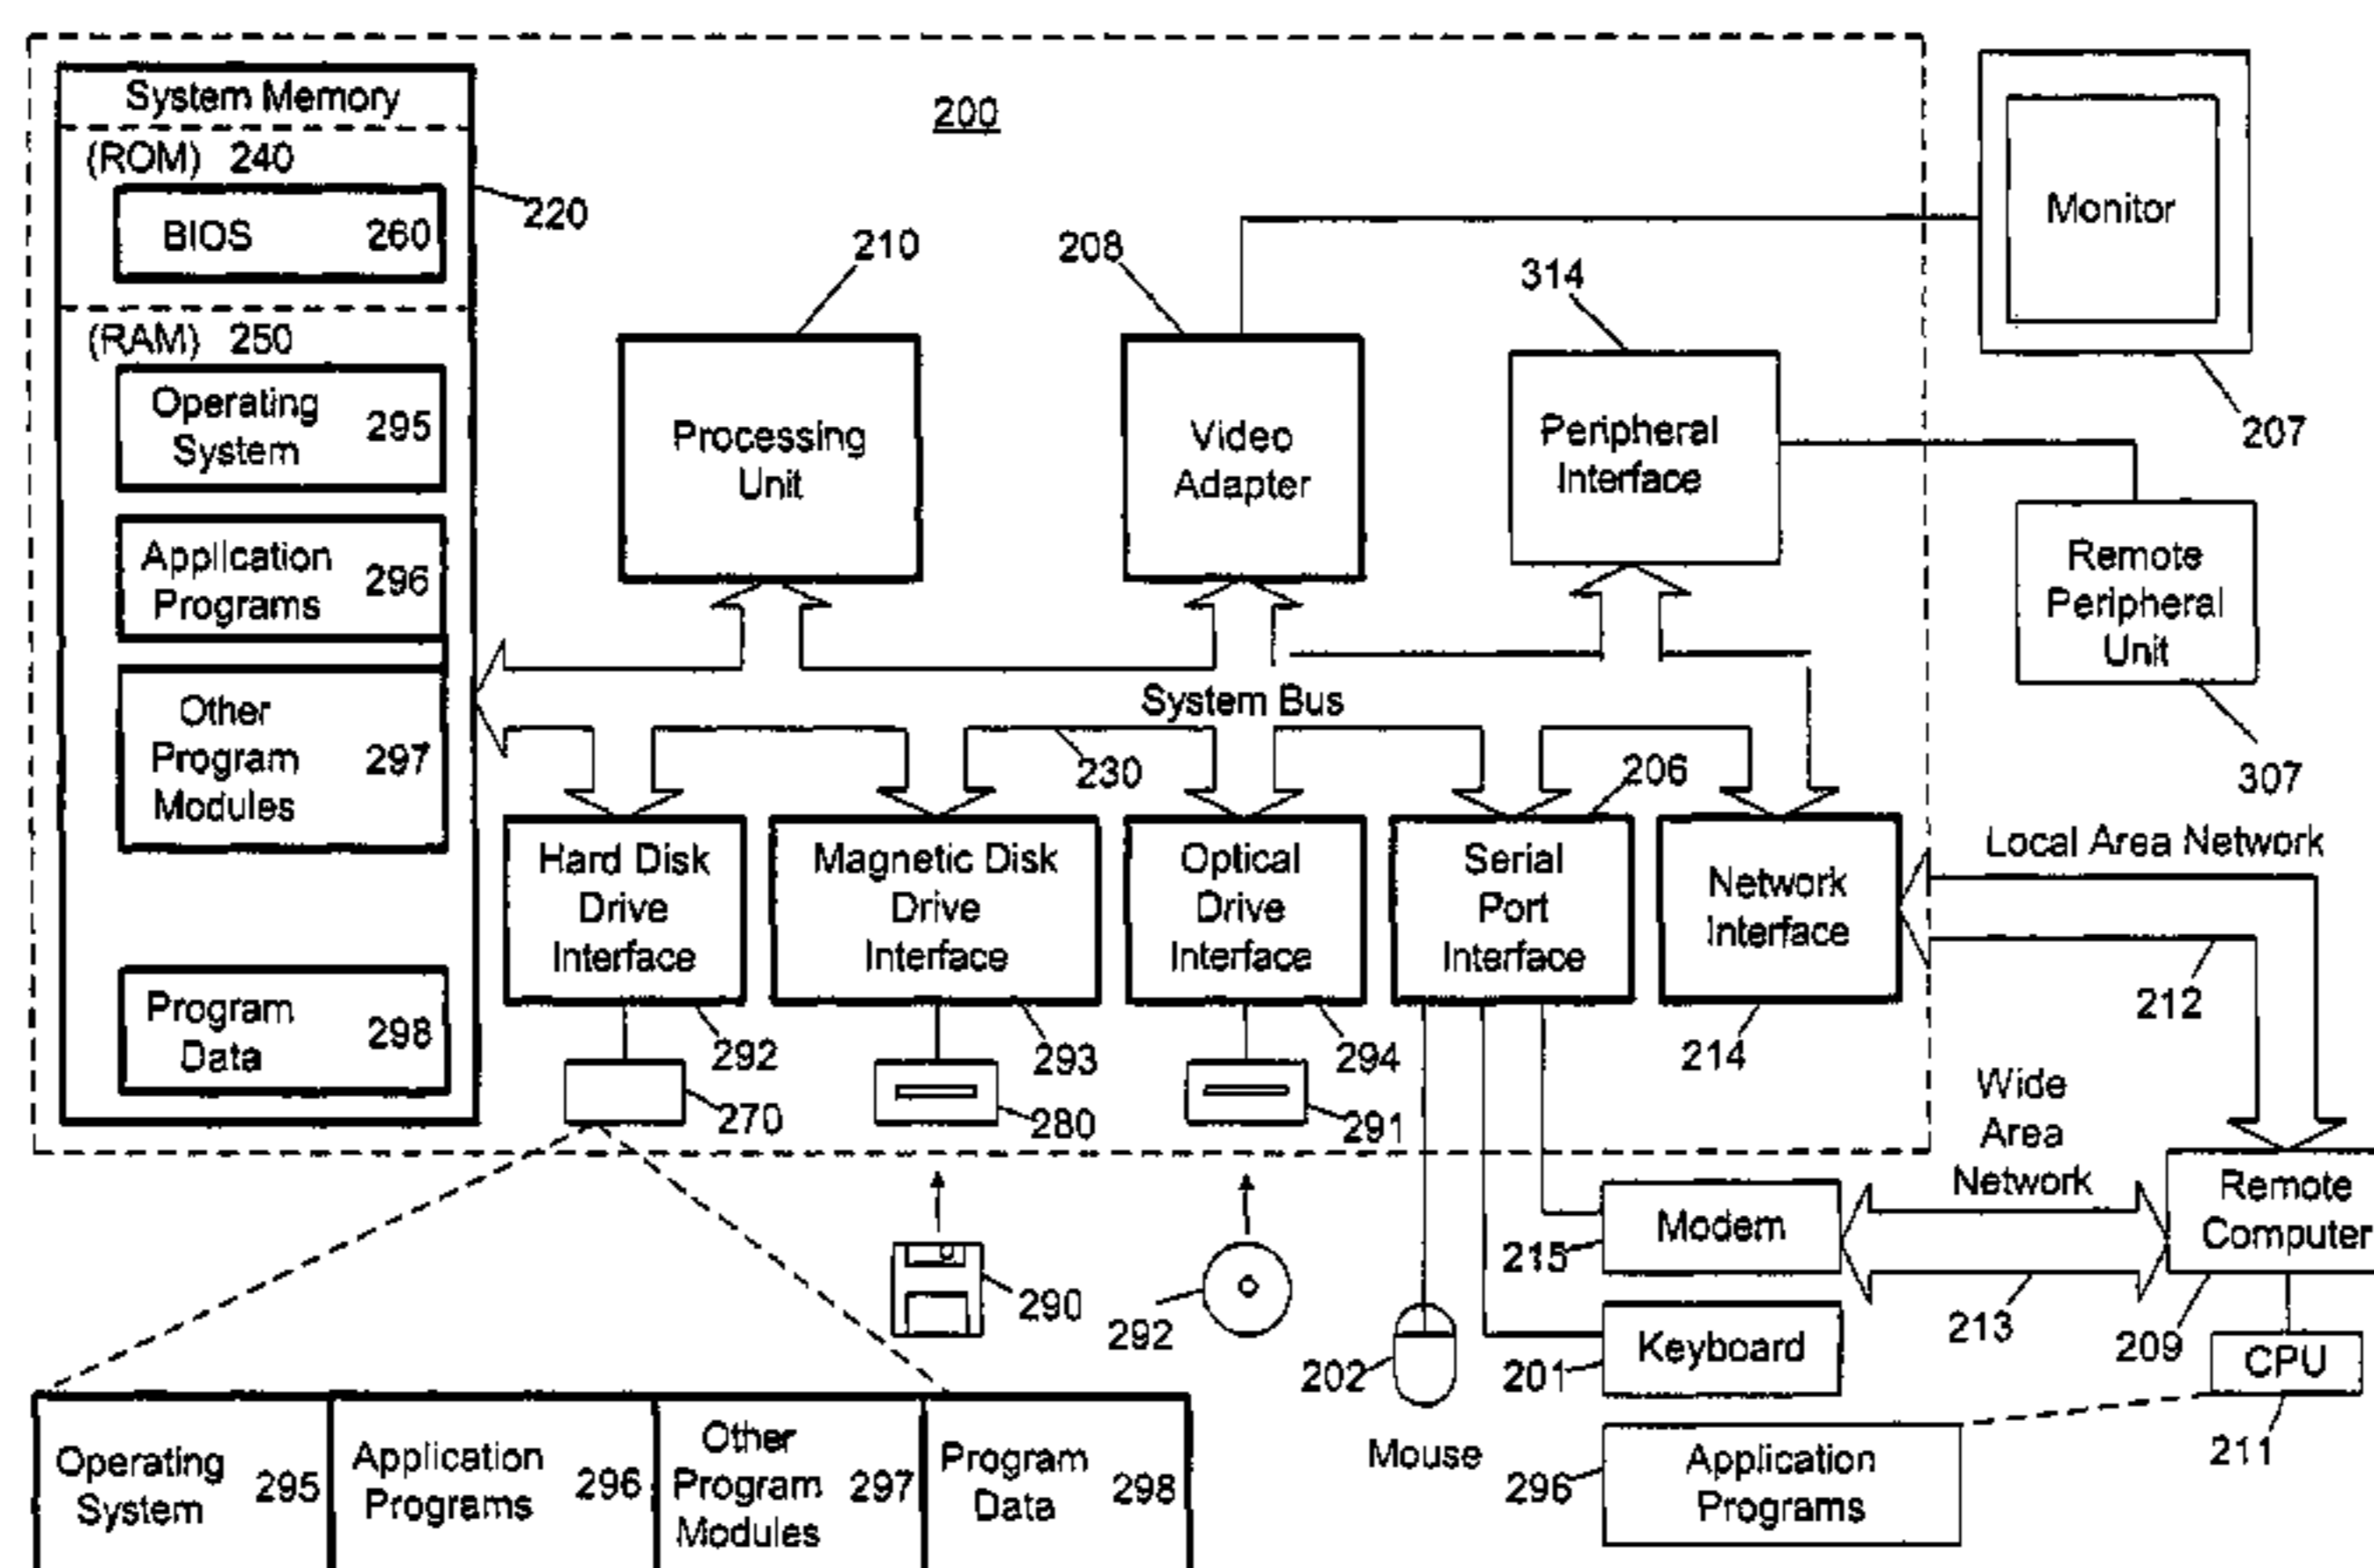 System Memory
(ROM) 240
BIOS 260
220
(RAM) 250
Operating
System 295
Application
Programs 296
Other
Program
Modules 297
Program
Data 298
200
210
Processing
Unit
208
Video
Adapter
314
Peripheral
Interface
Monitor
207
Remote
Peripheral
Unit
307
System Bus
230
206
Hard Disk
Drive
Interface
292
270
Magnetic Disk
Drive
Interface
293
280
Optical
Drive
Interface
294
291
Serial
Port
Interface
Network
Interface
214
Local Area Network
212
Wide
Area
Network
213
Remote
Computer
209
CPU
211
290
292
202
Mouse
Modem
215
Keyboard
201
Application
Programs
296
Operating
System 295
Application
Programs 296
Other
Program
Modules 297
Program
Data 298